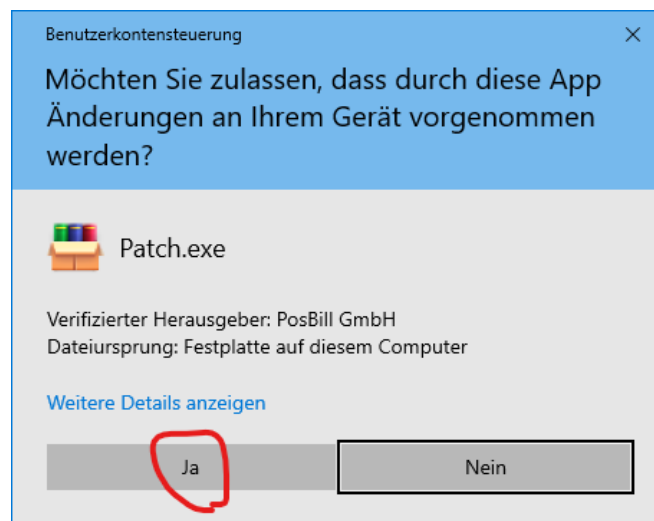 Benutzerkontensteuerung
Möchten Sie zulassen, dass durch diese App
Änderungen an Ihrem Gerät vorgenommen
werden?
Patch.exe
Verifizierter Herausgeber: PosBill GmbH
Dateiursprung: Festplatte auf diesem Computer
Weitere Details anzeigen
Ja
Nein